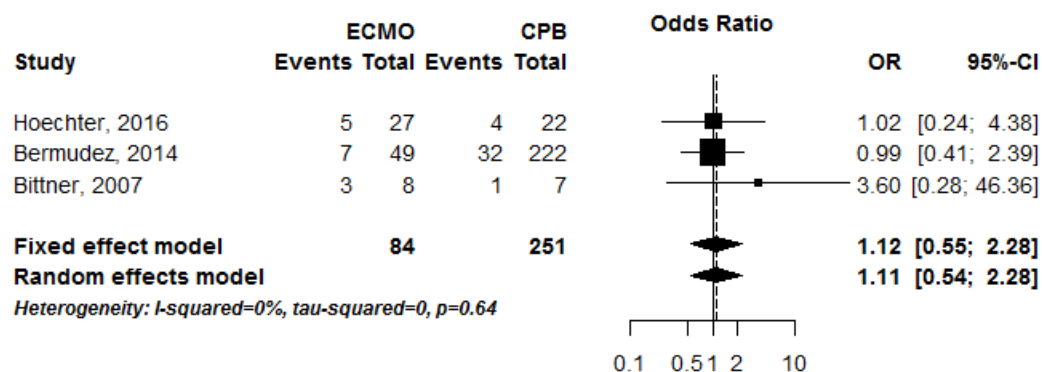 ECMO CPB Odds Ratio
Study Events Total Events Total OR 95%-CI
Hoechter, 2016 5 27 4 22 1.02 [0.24; 4.38]
Bermudez, 2014 7 49 32 222 0.99 [0.41; 2.39]
Bittner, 2007 3 8 1 7 3.60 [0.28; 46.36]
Fixed effect model 84 251 1.12 [0.55; 2.28]
Random effects model 1.11 [0.54; 2.28]
Heterogeneity: I-squared=0%, tau-squared=0, p=0.64
0.1 0.5 1 2 10